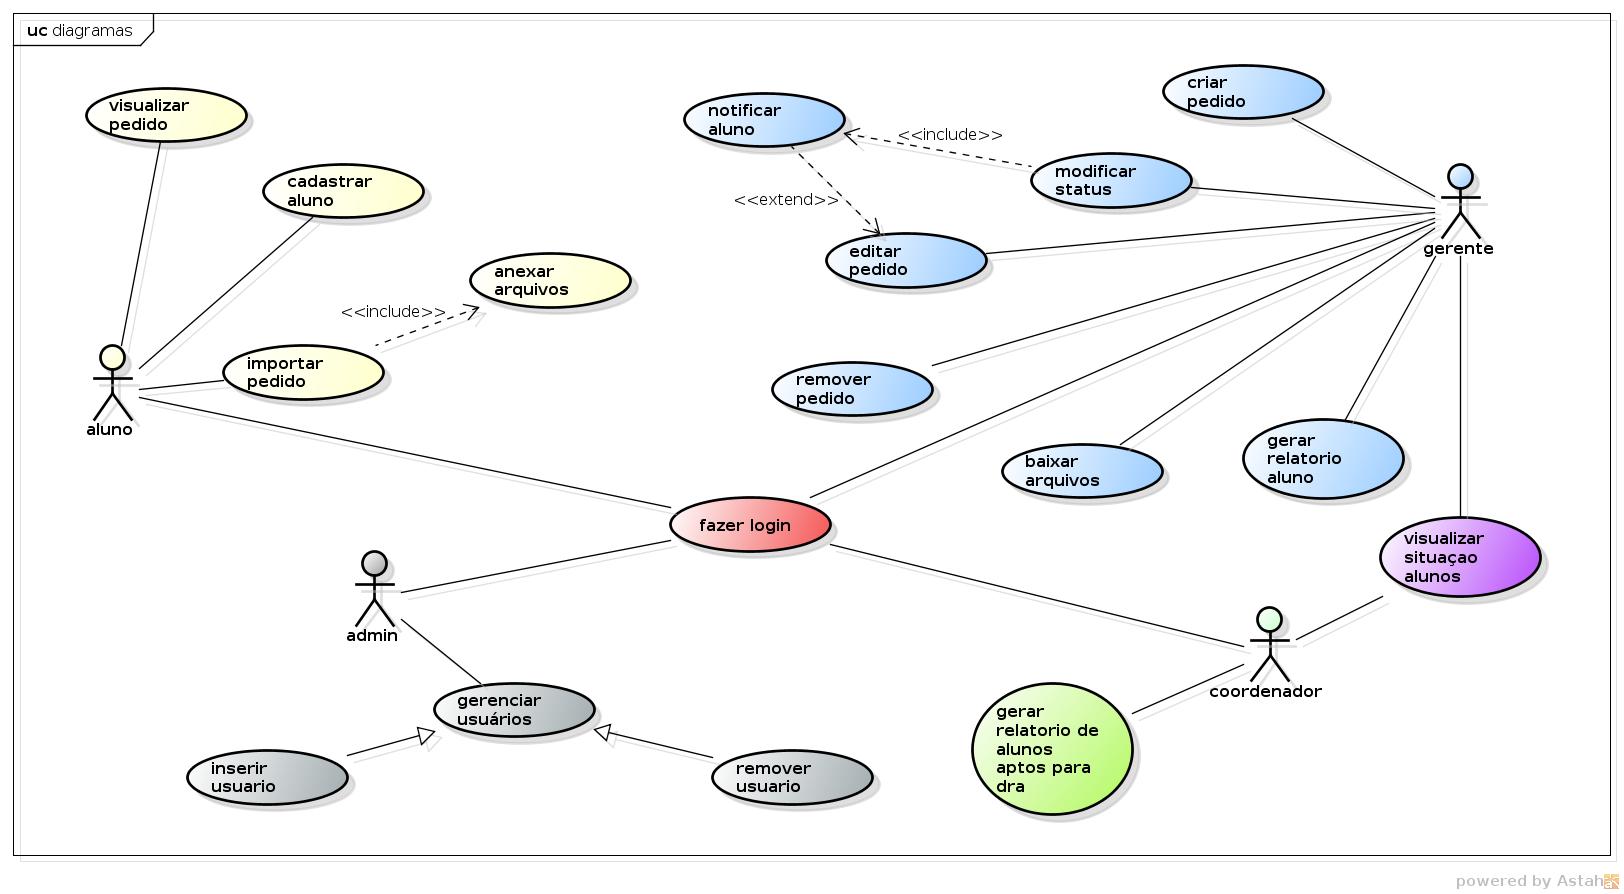 uc diagramas
visualizar
pedido
cadastrar
aluno
anexar
arquivos
<<include>>
importar
pedido
aluno
notificar
aluno
<<include>>
modificar
status
criar
pedido
<<extend>>
editar
pedido
gerente
remover
pedido
baixar
arquivos
gerar
relatorio
aluno
fazer login
visualizar
situaçao
alunos
admin
gerenciar
usuários
inserir
usuario
remover
usuario
coordenador
gerar
relatorio de
alunos
aptos para
dra
powered by Astah